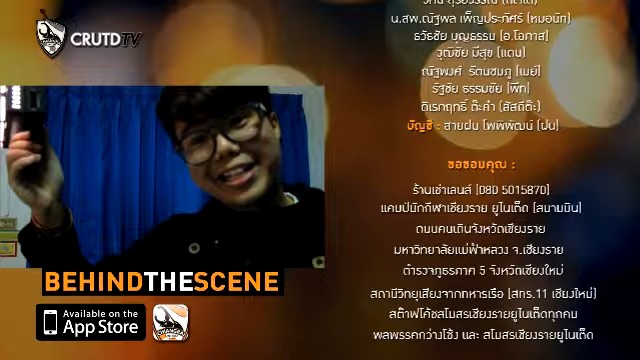 CRUTDTV
น.สพ.ณัฐพล เพ็ญประภัศร์ (หมอนัท)
ธวัชชัย บุญธรรม (อ.โอภาส)
วุฒิชัย มีสุข (แดน)
ณัฐพงศ์ รัตนชมภู (เมย์)
รัฐชัย ธรรมชัย (พีท)
ดิเรกฤทธิ์ ต๊ะคำ (สัสดีต๊ะ)
บัญชี : สายฝน โพพิพัฒน์ (ฝน)
ขอขอบคุณ :
ร้านเช่าเลนส์ (080 5015870)
แคมป์นักกีฬาเชียงราย ยูไนเต็ด (สนามบิน)
ถนนคนเดินจังหวัดเชียงราย
มหาวิทยาลัยแม่ฟ้าหลวง จ.เชียงราย
ตำรวจภูธรภาค 5 จังหวัดเชียงใหม่
สถานีวิทยุเสียงจากทหารเรือ (สทร.11 เชียงใหม่)
สต๊าฟโค้ชสโมสรเชียงรายยูไนเต็ดทุกคน
พลพรรคกว่างโซ้ง และ สโมสรเชียงรายยูไนเต็ด
BEHINDTHESCENE
Available on the
App Store